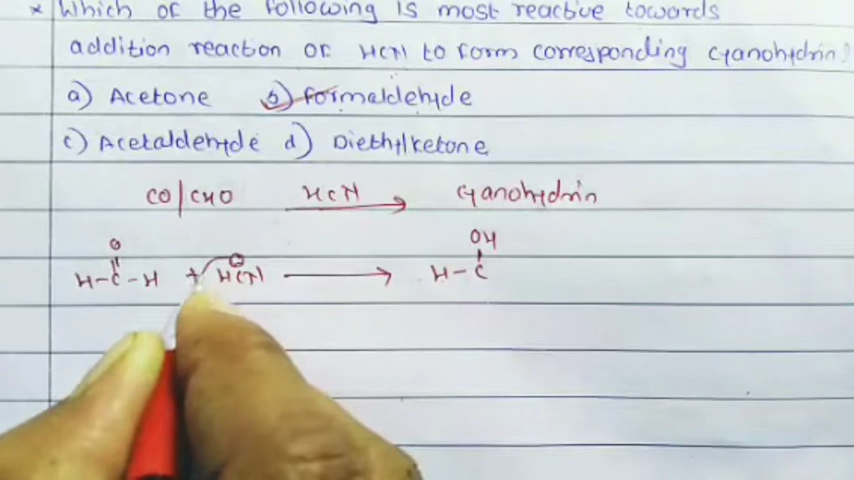 * Which of the following is most reactive towards
addition reaction of HCN to form corresponding cyanohydrin?
a) Acetone b) formaldehyde
c) Acetaldehyde d) Diethylketone
CO/CHO HCN cyanohydrin
O OH
H-C-H + HCN H-C